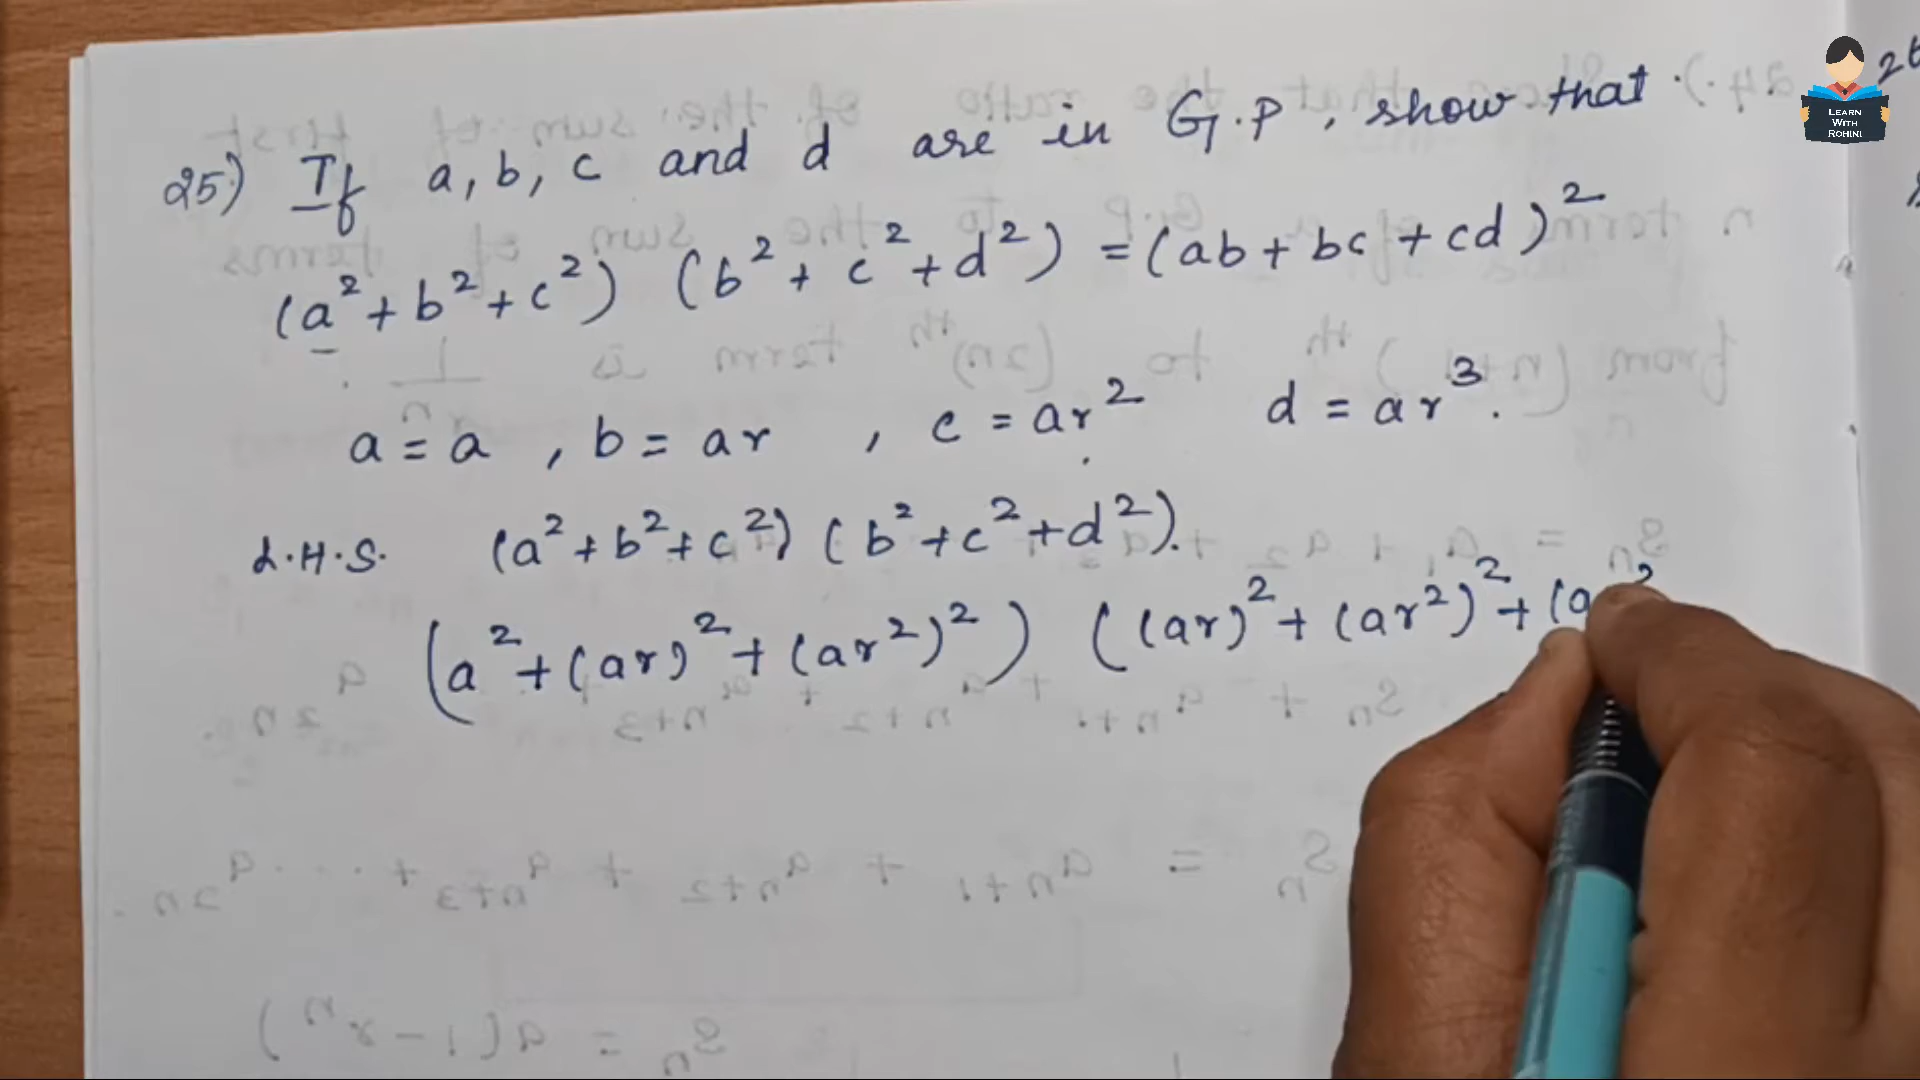 25) If a, b, c and d are in G.P, show that
(a² + b² + c²) (b² + c² + d²) = (ab + bc + cd)²
a = a , b = ar , c = ar² d = ar³.
L.H.S. (a² + b² + c²) (b² + c² + d²).
(a² + (ar)² + (ar²)²) ((ar)² + (ar²)² + (a
LEARN
WITH
ROHINI